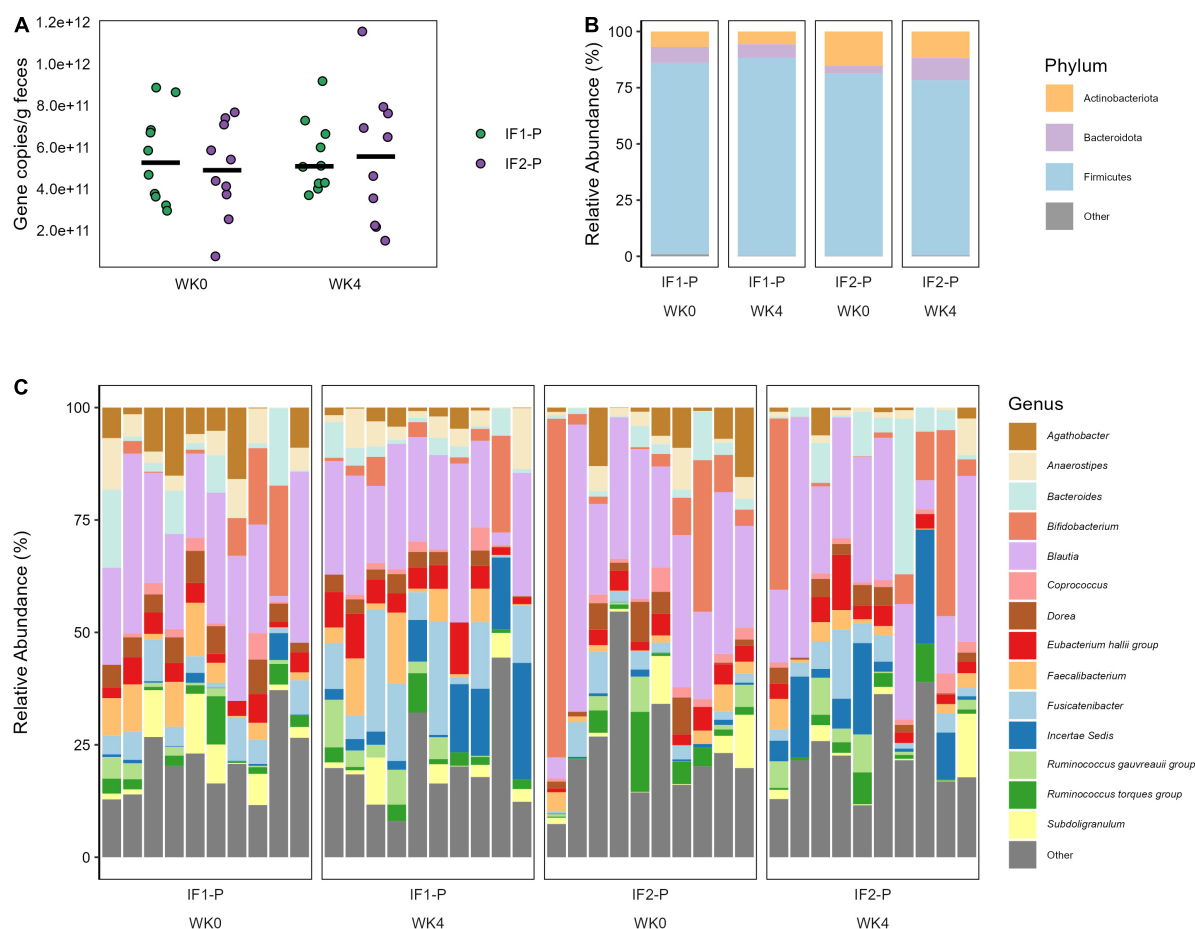 A
Gene copies/g feces
1.2e+12
1.0e+12
8.0e+11
6.0e+11
4.0e+11
2.0e+11
WK0 WK4
IF1-P
IF2-P
B
Relative Abundance (%)
100
75
50
25
0
IF1-P IF1-P IF2-P IF2-P
WK0 WK4 WK0 WK4
Phylum
Actinobacteriota
Bacteroidota
Firmicutes
Other
C
Relative Abundance (%)
100
75
50
25
0
IF1-P IF1-P IF2-P IF2-P
WK0 WK4 WK0 WK4
Genus
Agathobacter
Anaerostipes
Bacteroides
Bifidobacterium
Blautia
Coprococcus
Dorea
Eubacterium hallii group
Faecalibacterium
Fusicatenibacter
Incertae Sedis
Ruminococcus gauvreauii group
Ruminococcus torques group
Subdoligranulum
Other